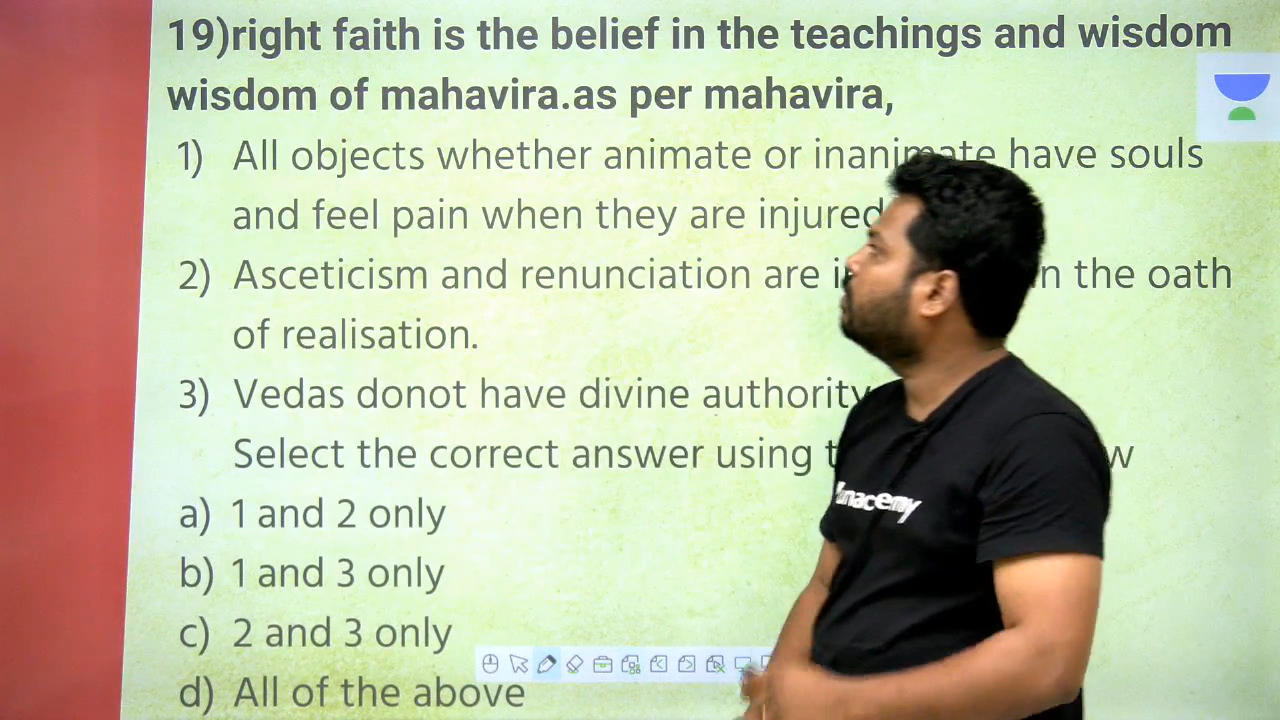 19)right faith is the belief in the teachings and wisdom
wisdom of mahavira.as per mahavira,
1) All objects whether animate or inanimate have souls
and feel pain when they are injured
2) Asceticism and renunciation are in the oath
of realisation.
3) Vedas donot have divine authority
Select the correct answer using
a) 1 and 2 only
b) 1 and 3 only
c) 2 and 3 only
d) All of the above